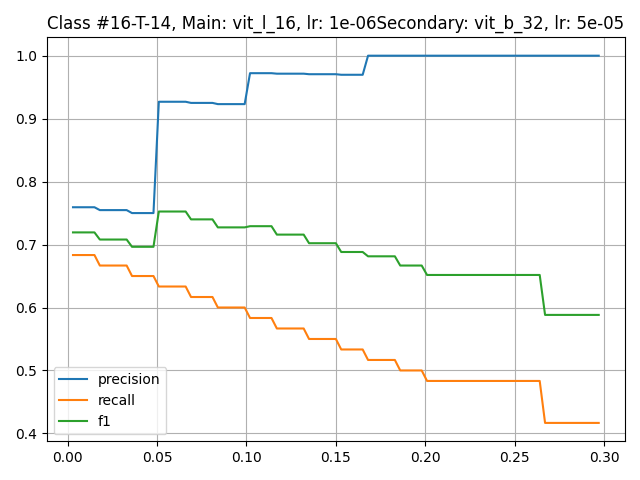 Class #16-T-14, Main: vit_l_16, lr: 1e-06Secondary: vit_b_32, lr: 5e-05
1.0
0.9
0.8
0.7
0.6
0.5
0.4
precision
recall
f1
0.00 0.05 0.10 0.15 0.20 0.25 0.30